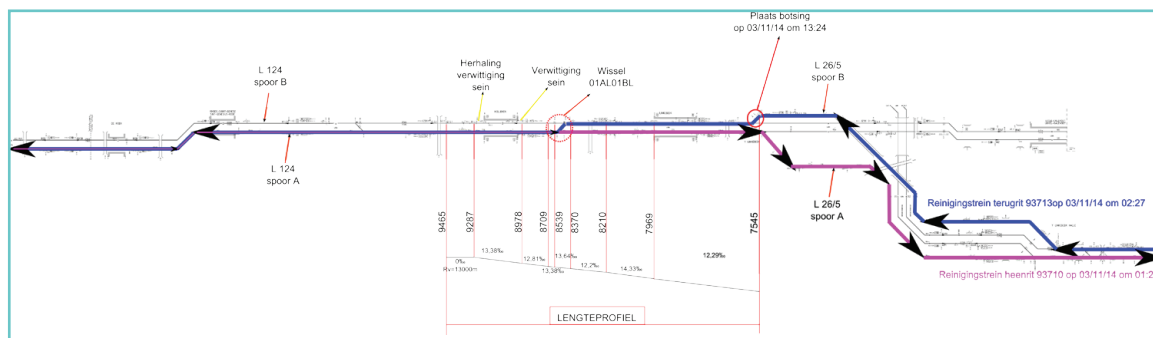 Plaats botsing
op 03/11/14 om 13:24
L 124
spoor B
Herhaling
verwittiging
sein
Verwittiging
sein
Wissel
01AL01BL
L 26/5
spoor B
L 124
spoor A
L 26/5
spoor A
Reinigingstrein terugrit 93713op 03/11/14 om 02:27
Reinigingstrein heenrit 93710 op 03/11/14 om 01:2
9465
9287
8978
8709
8539
8370
8210
7969
7545
0‰
Rv=13000m
13,38‰
12,81‰
13,38‰
13,64‰
12,2‰
14,33‰
12,29‰
LENGTEPROFIEL